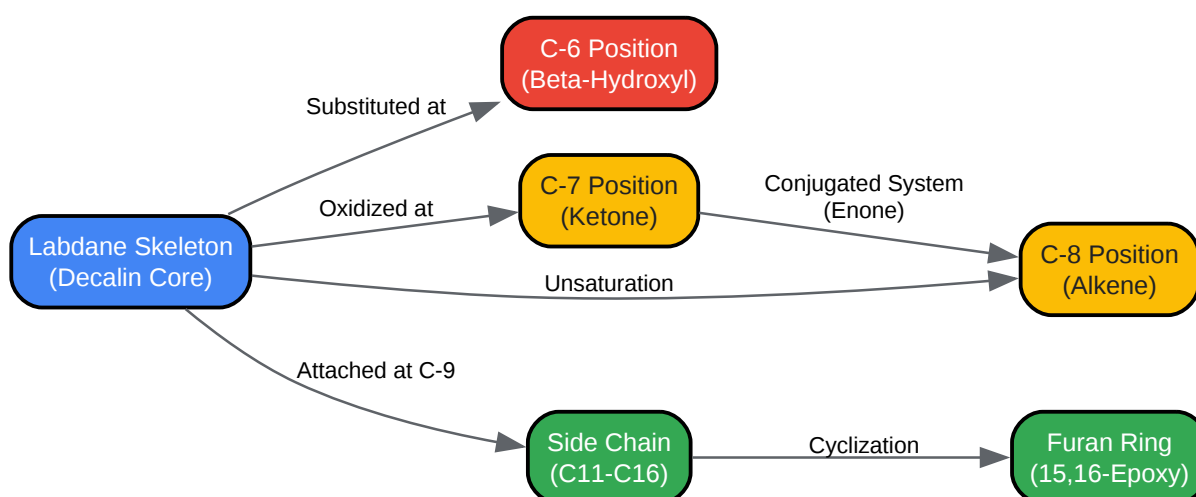 C-6 Position
(Beta-Hydroxyl)
Substituted at
C-7 Position
(Ketone)
Conjugated System
(Enone)
Oxidized at
Labdane Skeleton
(Decalin Core)
C-8 Position
(Alkene)
Unsaturation
Attached at C-9
Side Chain
(C11-C16)
Cyclization
Furan Ring
(15,16-Epoxy)